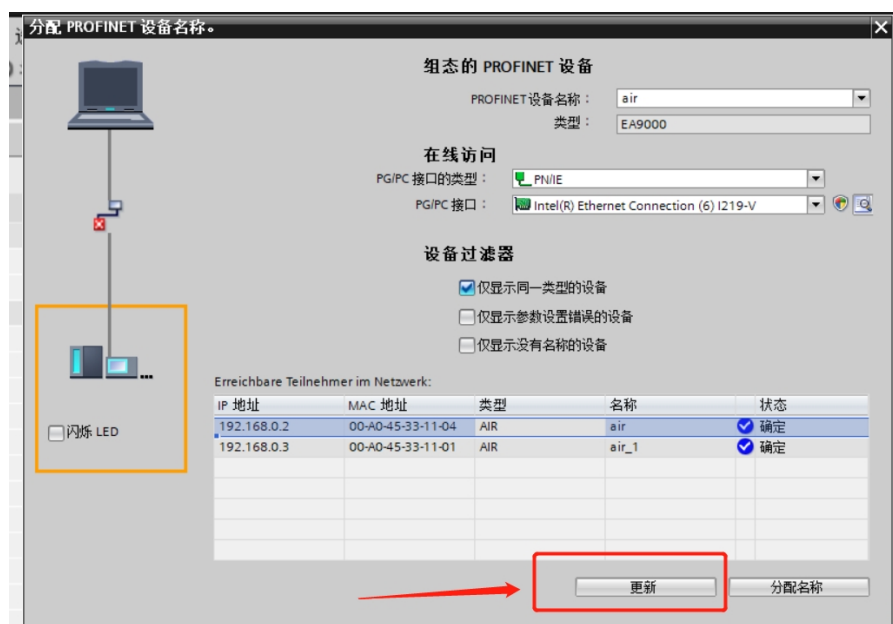 分配 PROFINET 设备名称。
组态的 PROFINET 设备
PROFINET设备名称： air
类型： EA9000
在线访问
PG/PC 接口的类型： PN/IE
PG/PC 接口： Intel(R) Ethernet Connection (6) I219-V
设备过滤器
仅显示同一类型的设备
仅显示参数设置错误的设备
仅显示没有名称的设备
闪烁 LED
Erreichbare Teilnehmer im Netzwerk:
IP 地址 MAC 地址 类型 名称 状态
192.168.0.2 00-A0-45-33-11-04 AIR air 确定
192.168.0.3 00-A0-45-33-11-01 AIR air_1 确定
更新 分配名称